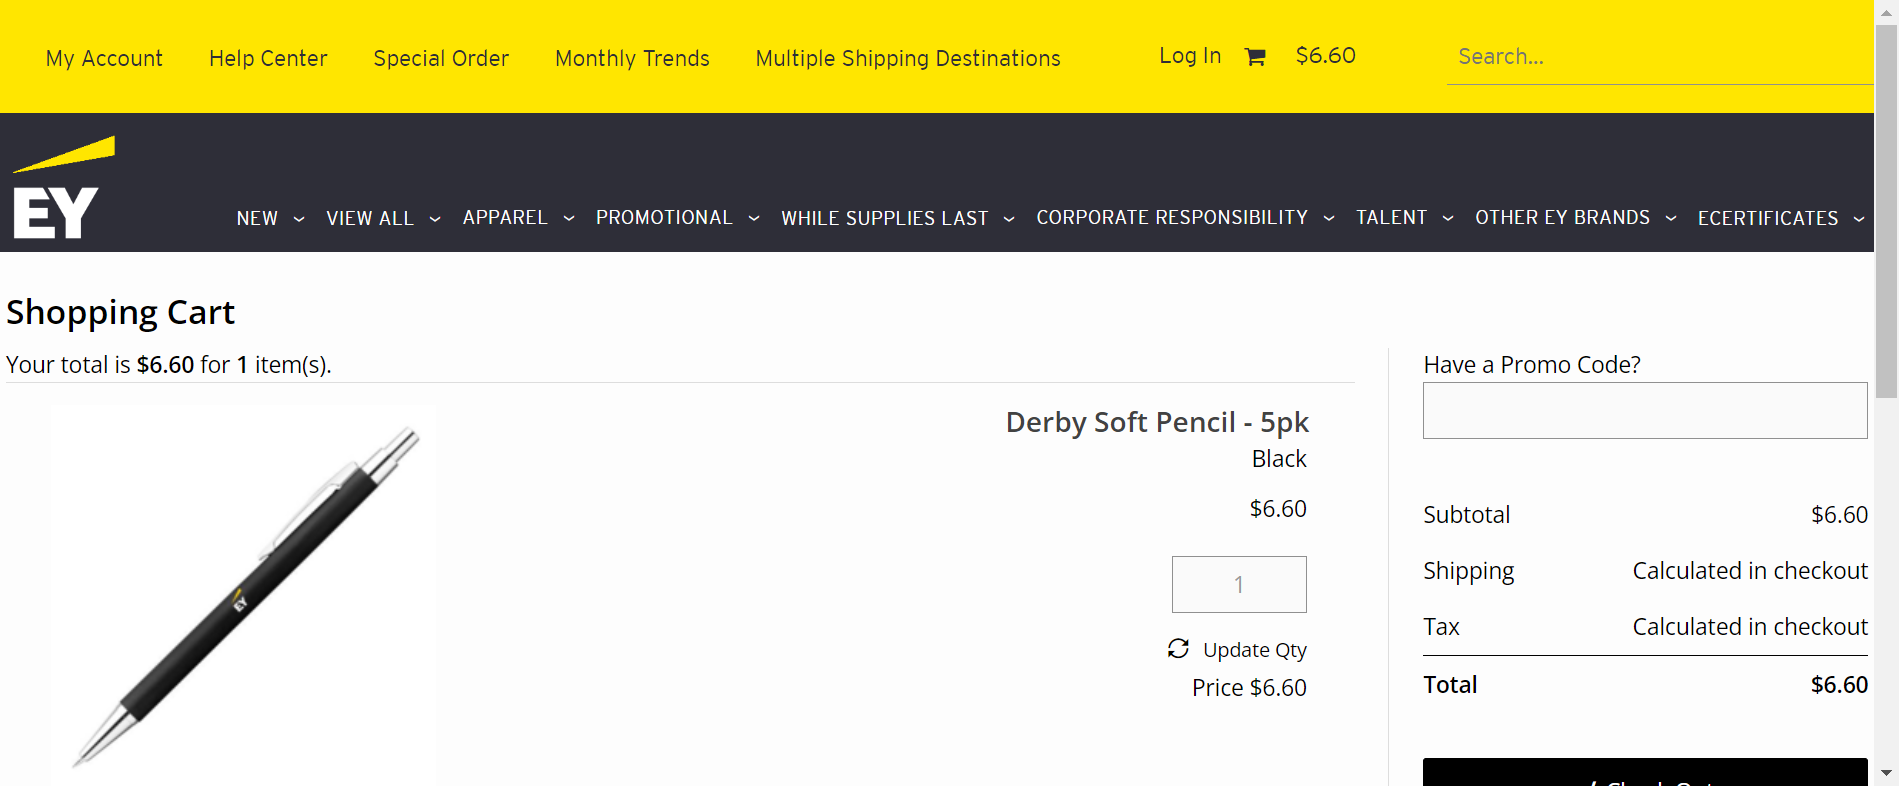 My Account Help Center Special Order Monthly Trends Multiple Shipping Destinations Log In $6.60 Search...
EY
NEW VIEW ALL APPAREL PROMOTIONAL WHILE SUPPLIES LAST CORPORATE RESPONSIBILITY TALENT OTHER EY BRANDS ECERTIFICATES
Shopping Cart
Your total is $6.60 for 1 item(s).
EY
Derby Soft Pencil - 5pk
Black
$6.60
1
Update Qty
Price $6.60
Have a Promo Code?
Subtotal $6.60
Shipping Calculated in checkout
Tax Calculated in checkout
Total $6.60